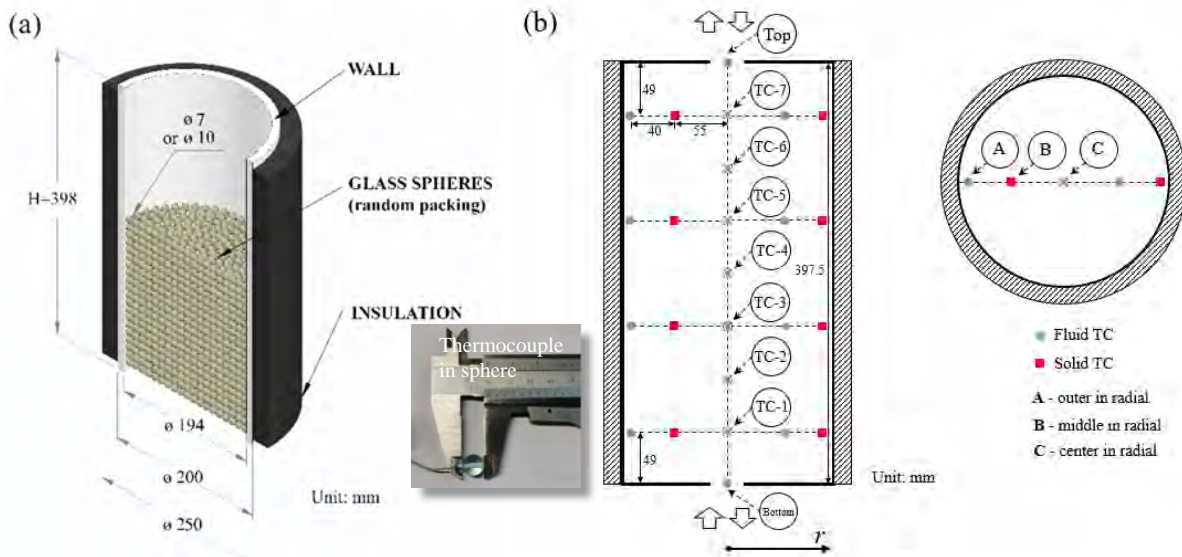 (a)
WALL
ø 7
or ø 10
H=398
GLASS SPHERES
(random packing)
INSULATION
ø 194
ø 200
ø 250
Unit: mm
Thermocouple
in sphere
(b)
Top
49
TC-7
40
55
TC-6
TC-5
TC-4
397.5
TC-3
TC-2
TC-1
49
Bottom
Unit: mm
r
A
B
C
Fluid TC
Solid TC
A - outer in radial
B - middle in radial
C - center in radial